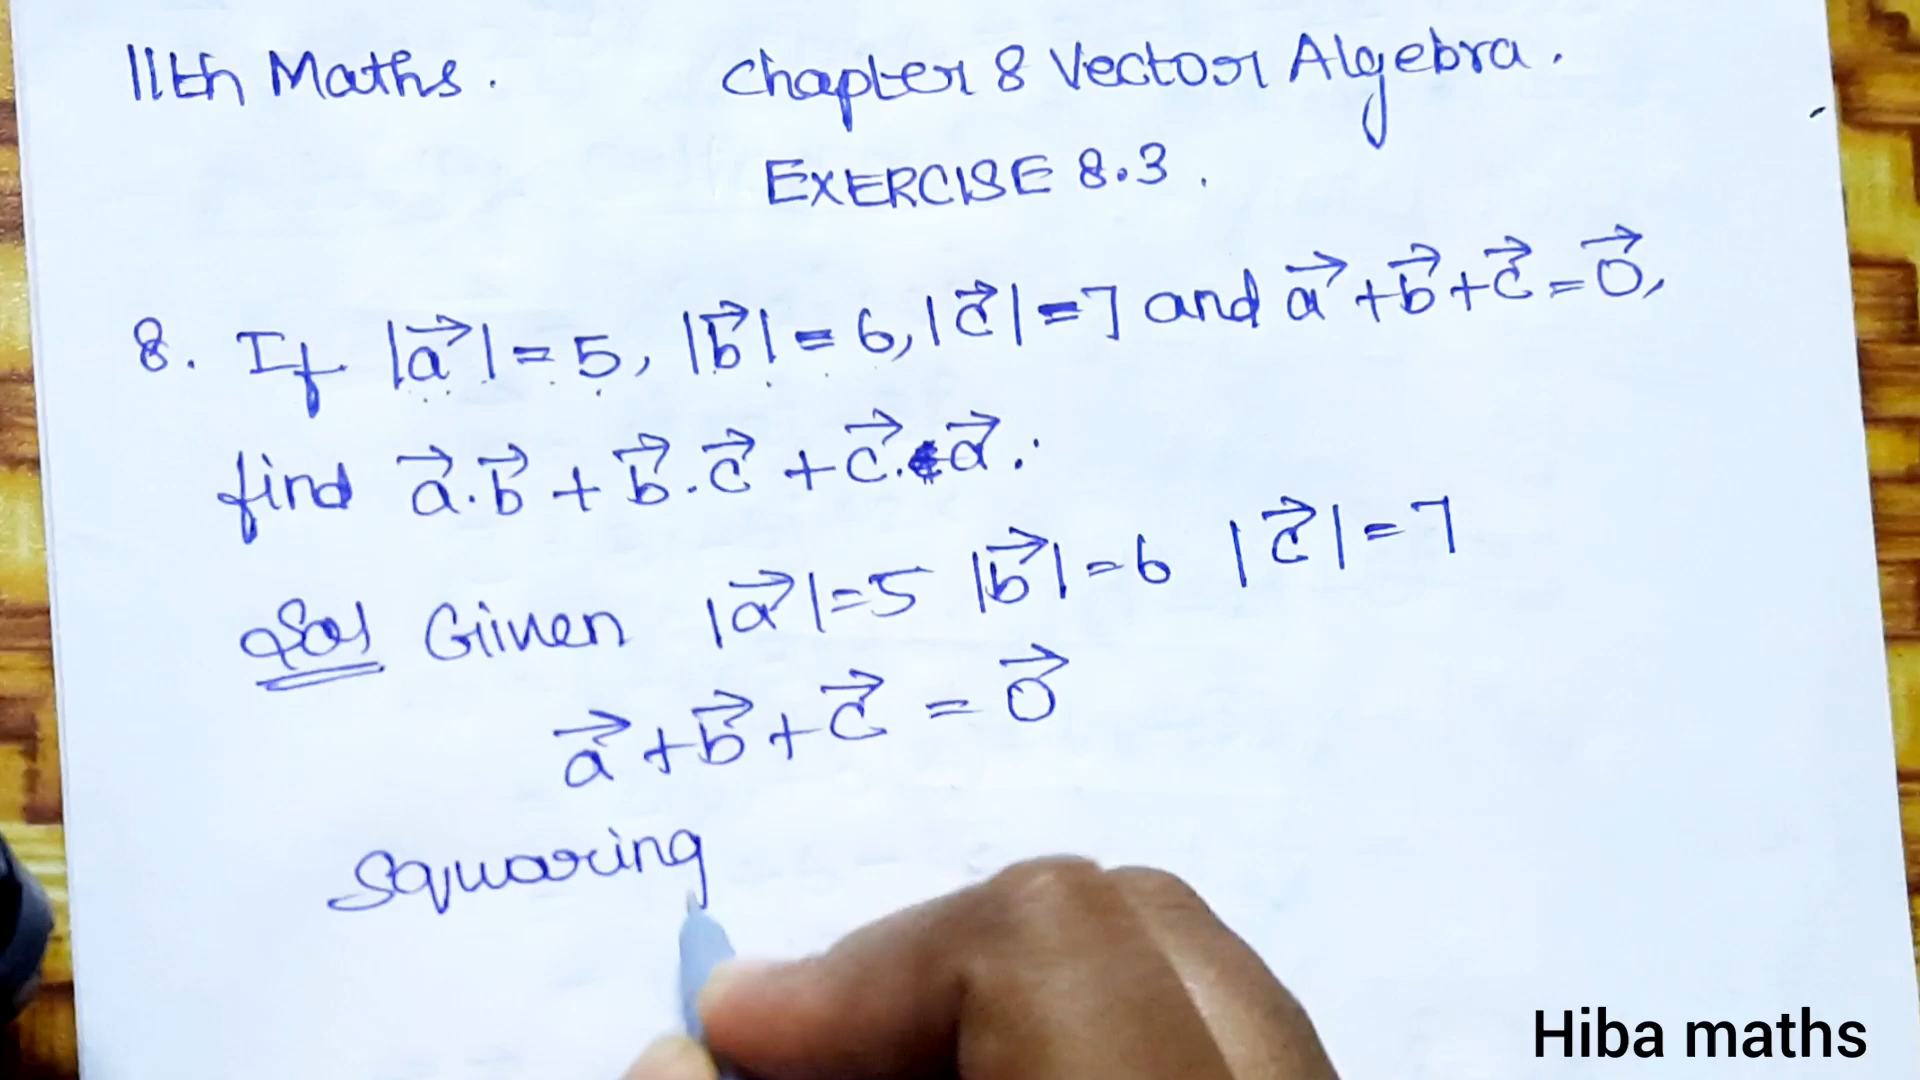 11th Maths. Chapter 8 Vector Algebra.
EXERCISE 8.3.
8. If |a⃗| = 5, |b⃗| = 6, |c⃗| = 7 and a⃗ + b⃗ + c⃗ = 0⃗,
find a⃗.b⃗ + b⃗.c⃗ + c⃗.a⃗.
Sol Given |a⃗| = 5 |b⃗| = 6 |c⃗| = 7
a⃗ + b⃗ + c⃗ = 0⃗
Squaring
Hiba maths